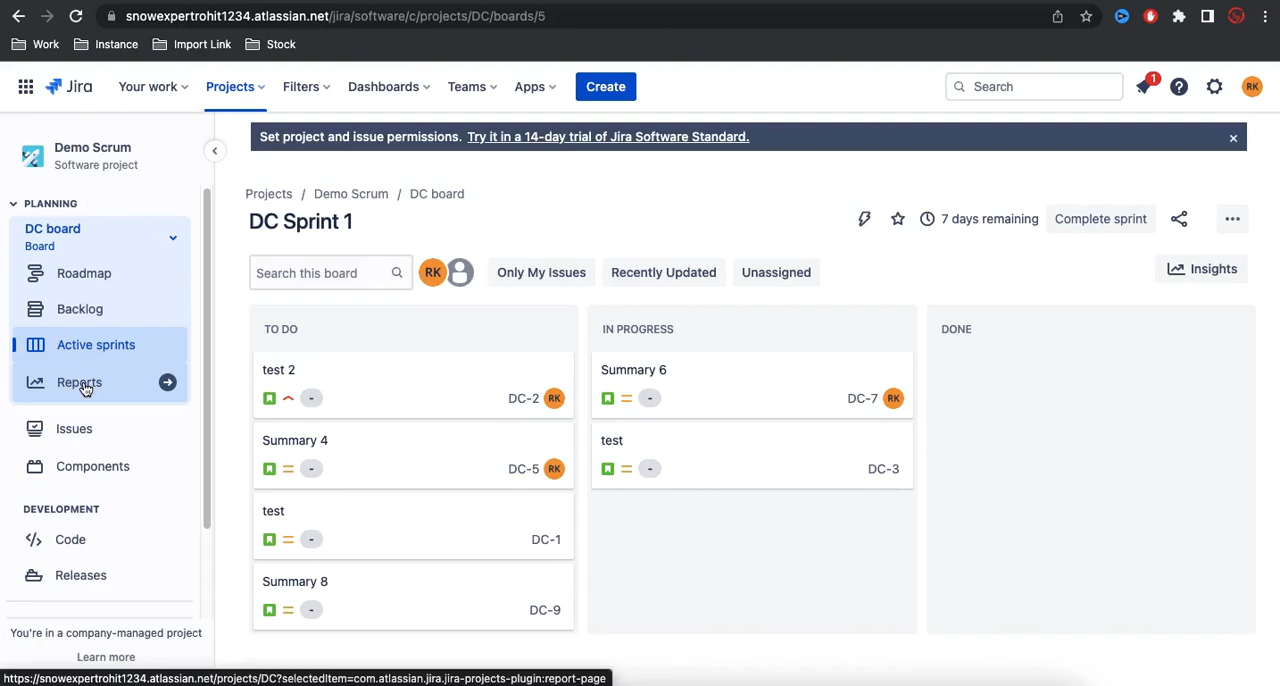 snowexpertrohit1234.atlassian.net/jira/software/c/projects/DC/boards/5
Work Instance Import Link Stock
Jira Your work Projects Filters Dashboards Teams Apps Create Search 1 RK
Set project and issue permissions. Try it in a 14-day trial of Jira Software Standard.
Demo Scrum
Software project
PLANNING
DC board
Board
Roadmap
Backlog
Active sprints
Reports
Issues
Components
DEVELOPMENT
Code
Releases
You're in a company-managed project
Learn more
Projects / Demo Scrum / DC board
DC Sprint 1
7 days remaining Complete sprint
Search this board RK Only My Issues Recently Updated Unassigned Insights
TO DO
test 2
- DC-2 RK
Summary 4
- DC-5 RK
test
- DC-1
Summary 8
- DC-9
IN PROGRESS
Summary 6
- DC-7 RK
test
- DC-3
DONE
https://snowexpertrohit1234.atlassian.net/projects/DC?selectedItem=com.atlassian.jira.jira-projects-plugin:report-page